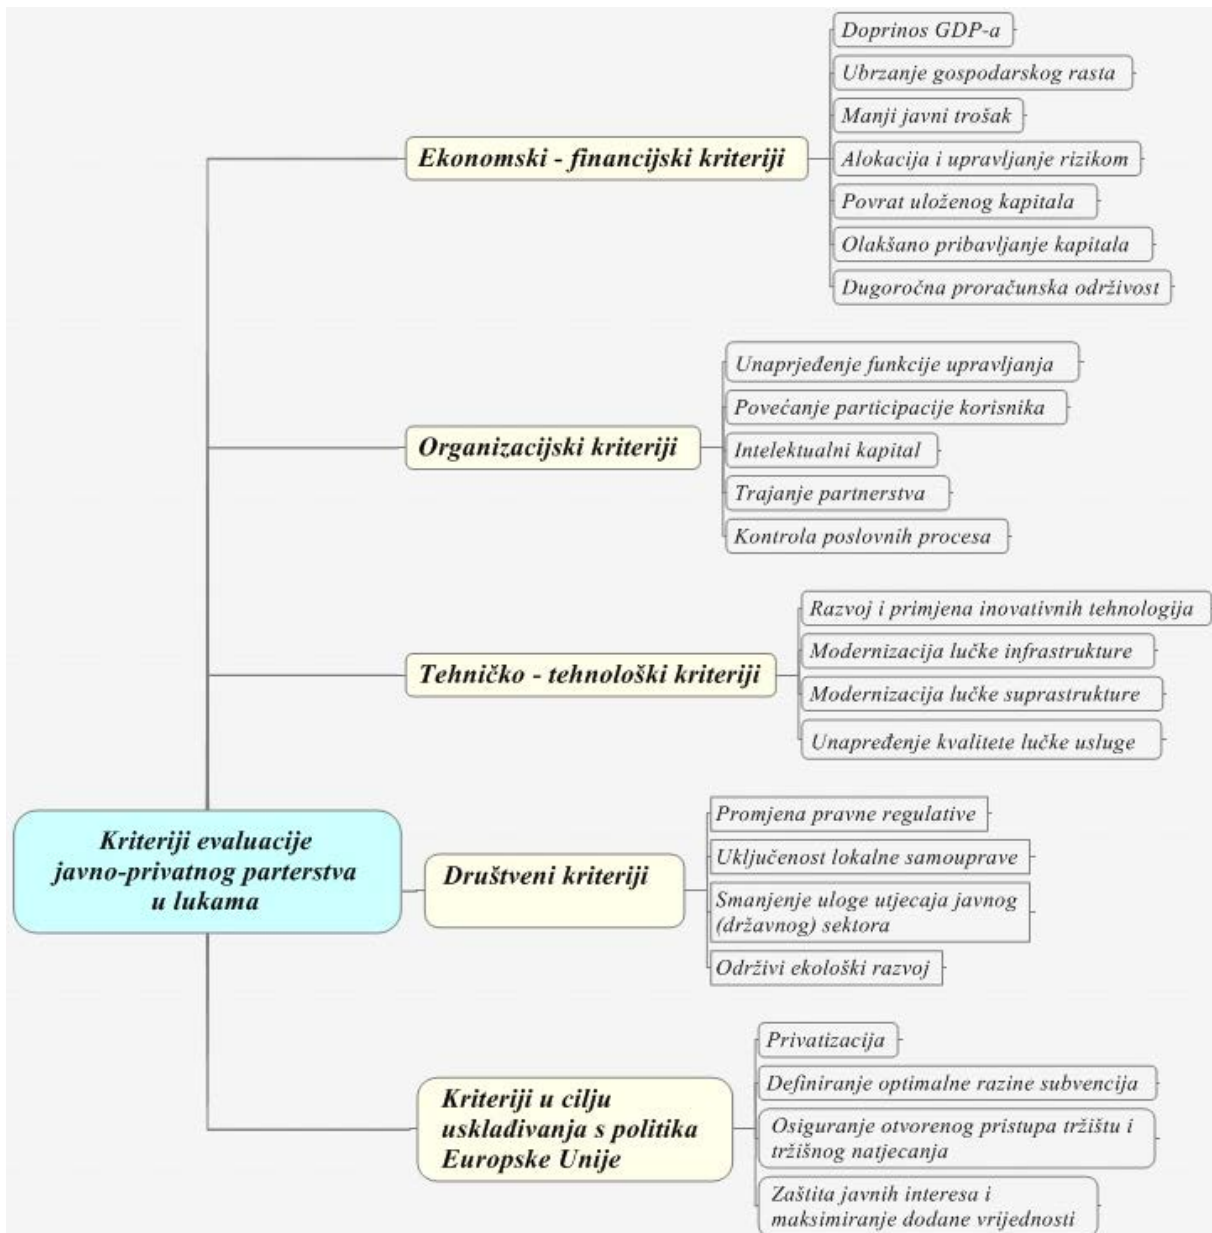 Doprinos GDP-a
Ubrzanje gospodarskog rasta
Manji javni trošak
Ekonomski - financijski kriteriji
Alokacija i upravljanje rizikom
Povrat uloženog kapitala
Olakšano pribavljanje kapitala
Dugoročna proračunska održivost
Unaprjeđenje funkcije upravljanja
Povećanje participacije korisnika
Organizacijski kriteriji
Intelektualni kapital
Trajanje partnerstva
Kontrola poslovnih procesa
Razvoj i primjena inovativnih tehnologija
Modernizacija lučke infrastrukture
Tehničko - tehnološki kriteriji
Modernizacija lučke suprastrukture
Unapređenje kvalitete lučke usluge
Kriteriji evaluacije
javno-privatnog parterstva
u lukama
Društveni kriteriji
Promjena pravne regulative
Uključenost lokalne samouprave
Smanjenje uloge utjecaja javnog
(državnog) sektora
Održivi ekološki razvoj
Kriteriji u cilju
usklađivanja s politika
Europske Unije
Privatizacija
Definiranje optimalne razine subvencija
Osiguranje otvorenog pristupa tržištu i
tržišnog natjecanja
Zaštita javnih interesa i
maksimiranje dodane vrijednosti